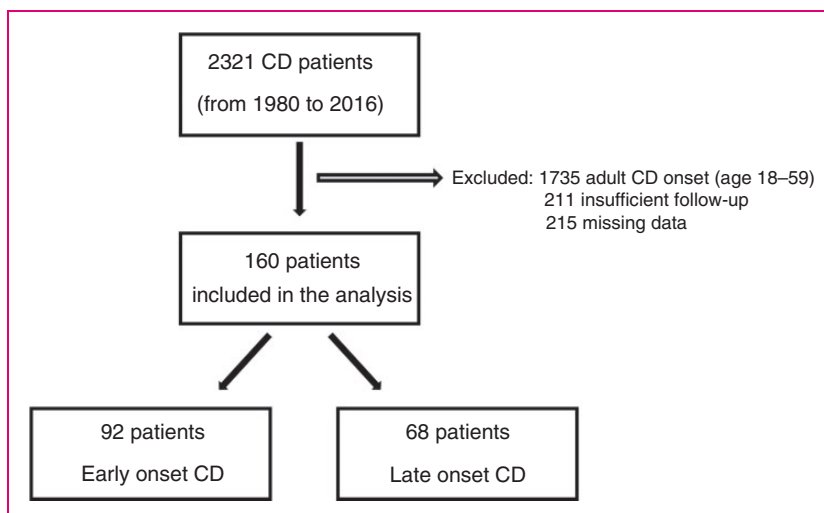 2321 CD patients
(from 1980 to 2016)
Excluded: 1735 adult CD onset (age 18–59)
211 insufficient follow-up
215 missing data
160 patients
included in the analysis
92 patients
Early onset CD
68 patients
Late onset CD